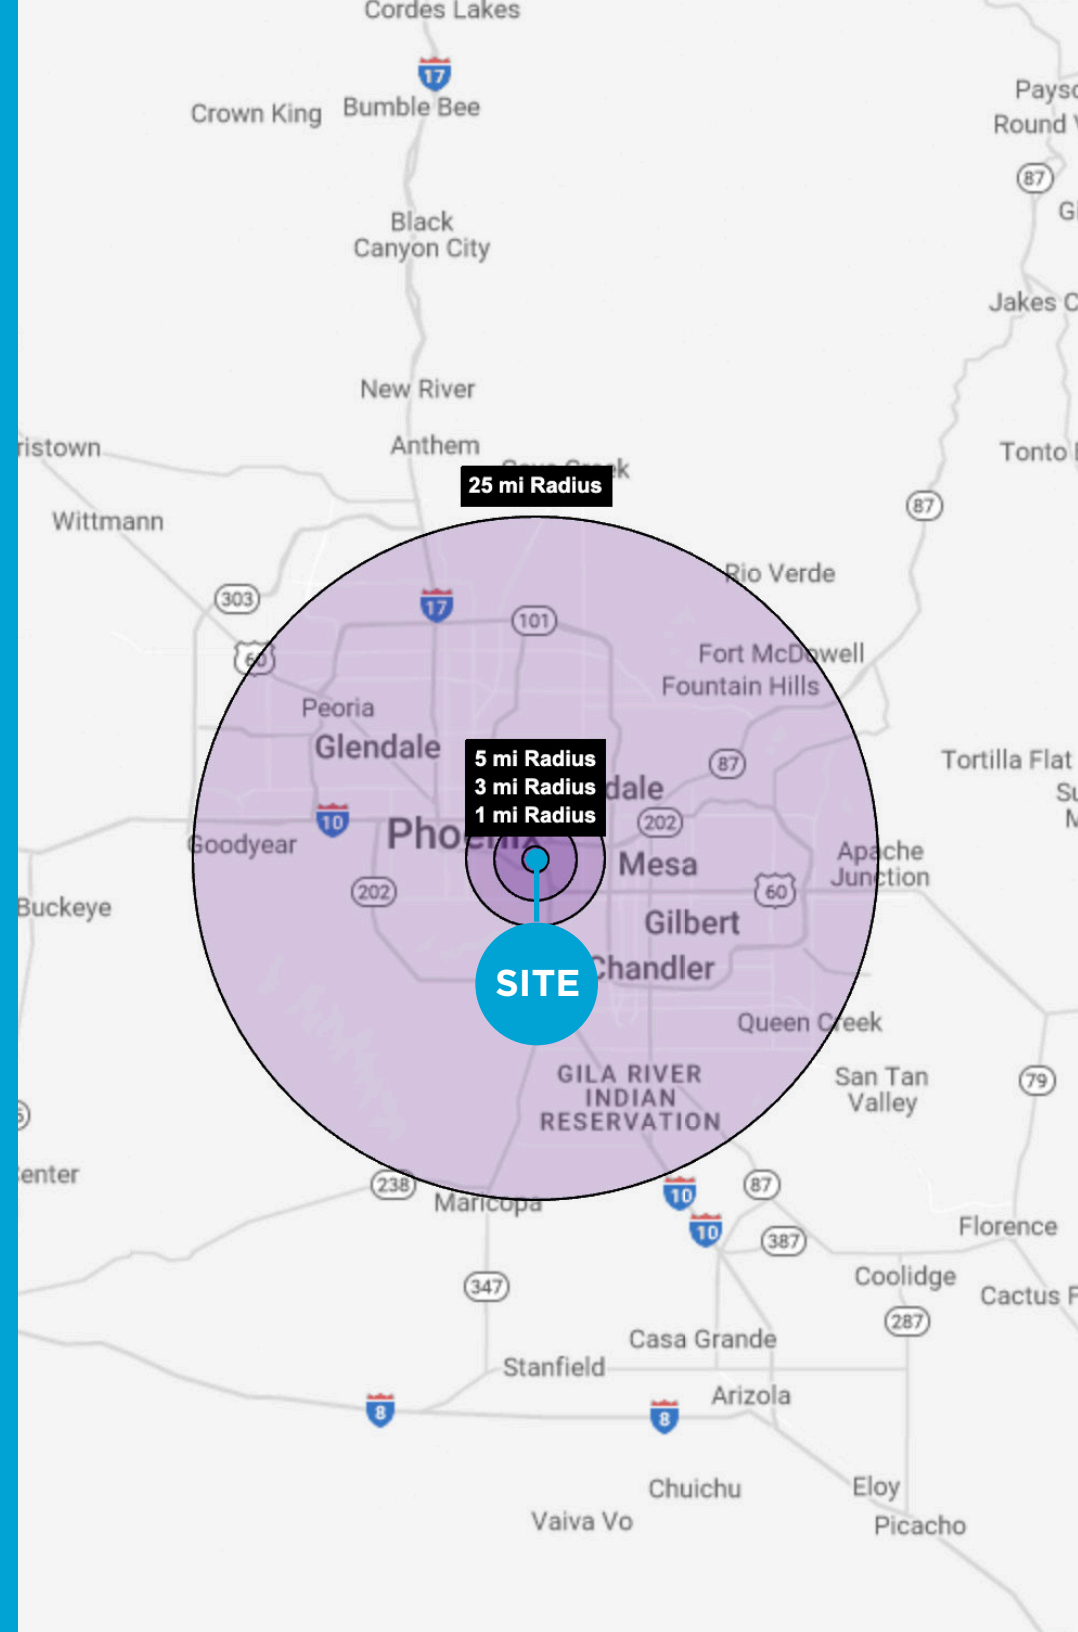 Cordes Lakes
17
Crown King
Bumble Bee
Round
87
Black
Canyon City
Jakes
New River
ristown
Anthem
Tonto
25 mi Radius
87
Wittmann
Rio Verde
303
17
101
60
Fort McDowell
Fountain Hills
Peoria
Glendale
5 mi Radius
3 mi Radius
1 mi Radius
87
Tortilla Flat
dale
10
Phoenix
202
Goodyear
Mesa
Apache
Junction
202
60
Buckeye
Gilbert
Chandler
SITE
Queen Creek
GILA RIVER
INDIAN
RESERVATION
San Tan
Valley
79
enter
238
Maricopa
10
87
10
387
Florence
347
Coolidge
Cactus
287
Casa Grande
Stanfield
Arizola
8
8
Chuichu
Eloy
Vaiva Vo
Picacho